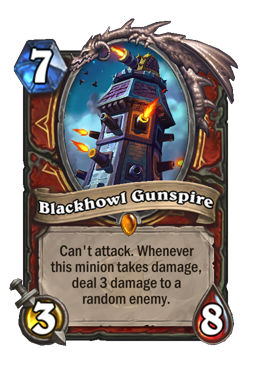 7
Blackhowl Gunspire
Can't attack. Whenever
this minion takes damage,
deal 3 damage to a
random enemy.
3
8